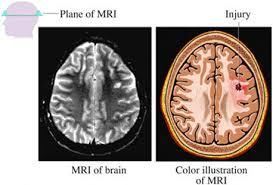 Plane of MRI
Injury
MRI of brain
Color illustration
of MRI